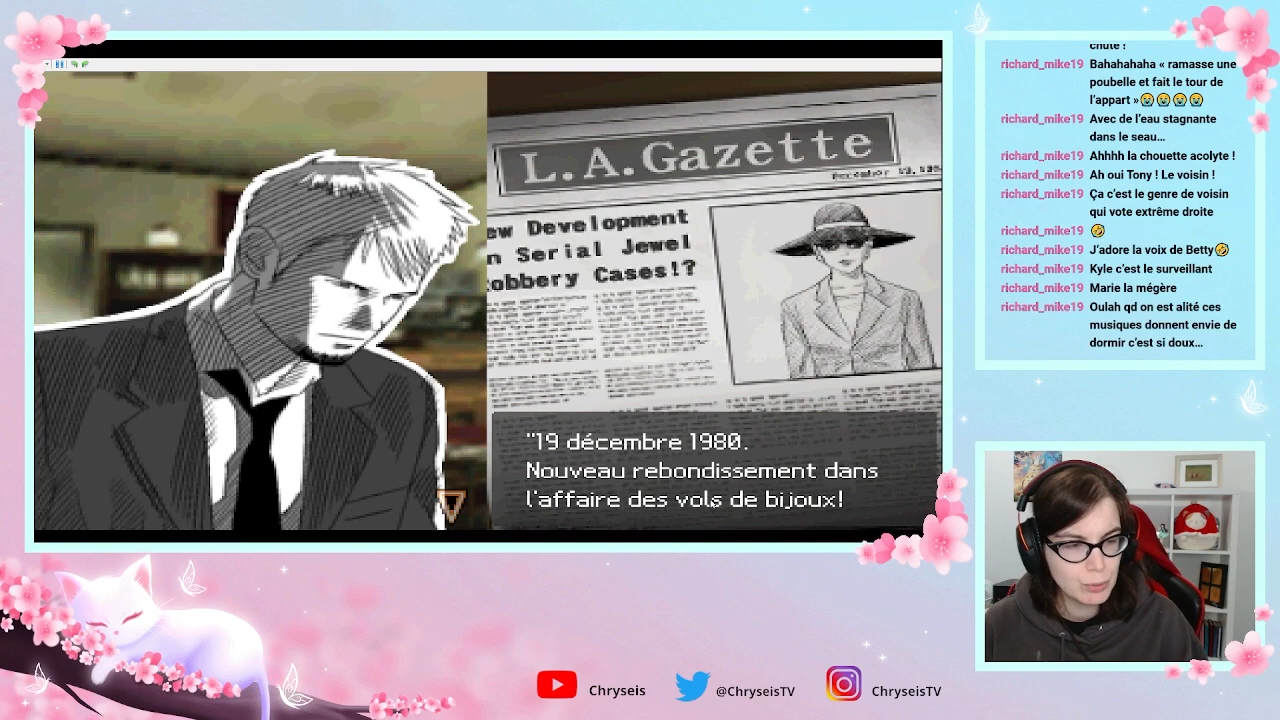 L.A.Gazette
ew Development
n Serial Jewel
obbery Cases!?
"19 décembre 1980.
Nouveau rebondissement dans
l'affaire des vols de bijoux!
chute !
richard_mike19 Bahahahaha « ramasse une
poubelle et fait le tour de
l'appart »😭😭😭😭
richard_mike19 Avec de l'eau stagnante
dans le seau…
richard_mike19 Ahhhh la chouette acolyte !
richard_mike19 Ah oui Tony ! Le voisin !
richard_mike19 Ça c'est le genre de voisin
qui vote extrême droite
richard_mike19 🤣
richard_mike19 J'adore la voix de Betty🤣
richard_mike19 Kyle c'est le surveillant
richard_mike19 Marie la mégère
richard_mike19 Oulah qd on est alité ces
musiques donnent envie de
dormir c'est si doux…
Chryseis
@ChryseisTV
ChryseisTV